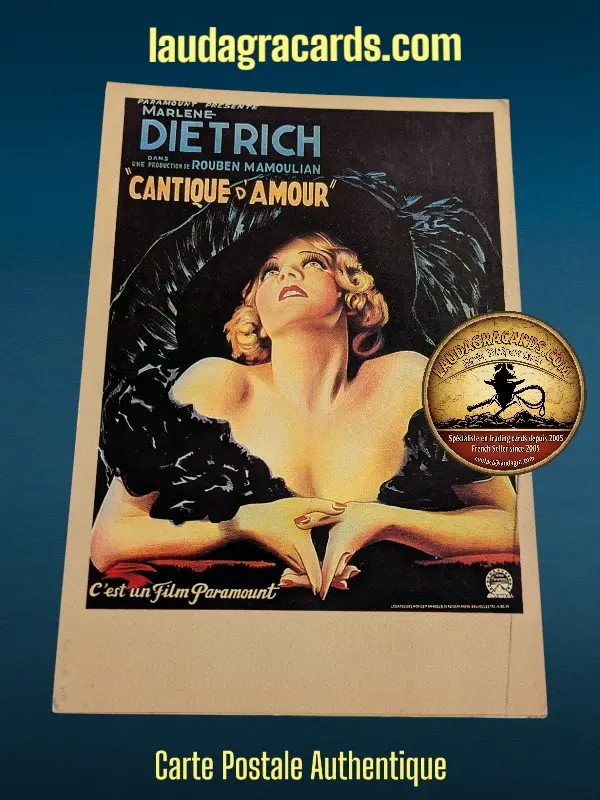 laudagracards.com
PARAMOUNT PRÉSENTE
MARLENE
DIETRICH
DANS
UNE PRODUCTION DE ROUBEN MAMOULIAN
"CANTIQUE D'AMOUR"
LAUDAGRACARDS.COM
Spécialiste en trading cards depuis 2005
French Seller since 2005
C'est un Film Paramount
Carte Postale Authentique